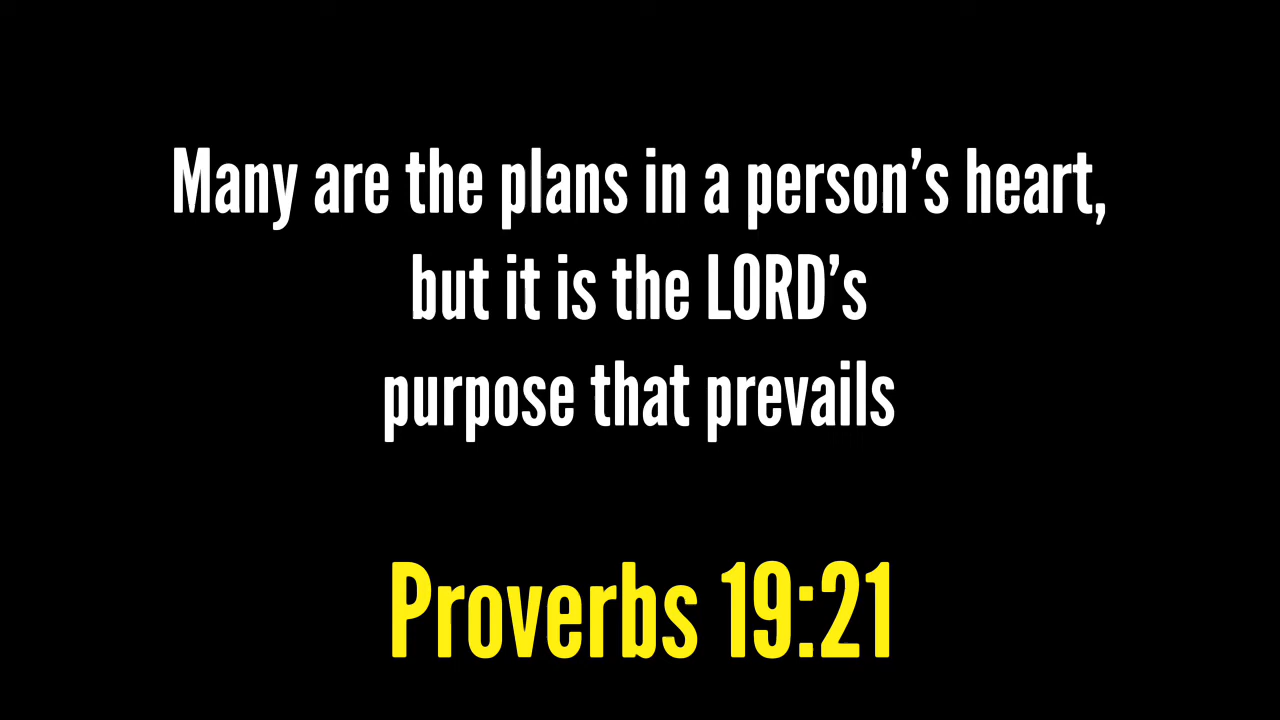 Many are the plans in a person’s heart,
but it is the LORD’s
purpose that prevails
Proverbs 19:21